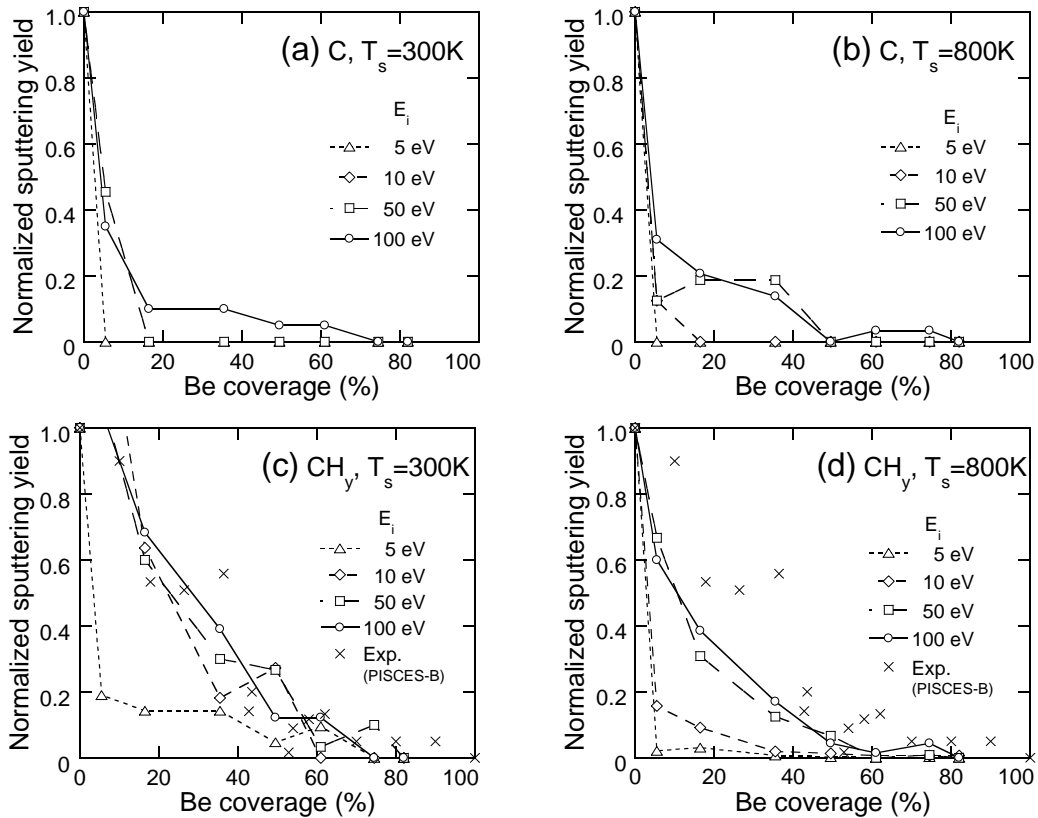 (a) C, T_s=300K
Normalized sputtering yield
1.0
0.8
0.6
0.4
0.2
0
E_i
5 eV
10 eV
50 eV
100 eV
0 20 40 60 80 100
Be coverage (%)
(b) C, T_s=800K
Normalized sputtering yield
1.0
0.8
0.6
0.4
0.2
0
E_i
5 eV
10 eV
50 eV
100 eV
0 20 40 60 80 100
Be coverage (%)
(c) CH_y, T_s=300K
Normalized sputtering yield
1.0
0.8
0.6
0.4
0.2
0
E_i
5 eV
10 eV
50 eV
100 eV
Exp.
(PISCES-B)
0 20 40 60 80 100
Be coverage (%)
(d) CH_y, T_s=800K
Normalized sputtering yield
1.0
0.8
0.6
0.4
0.2
0
E_i
5 eV
10 eV
50 eV
100 eV
Exp.
(PISCES-B)
0 20 40 60 80 100
Be coverage (%)